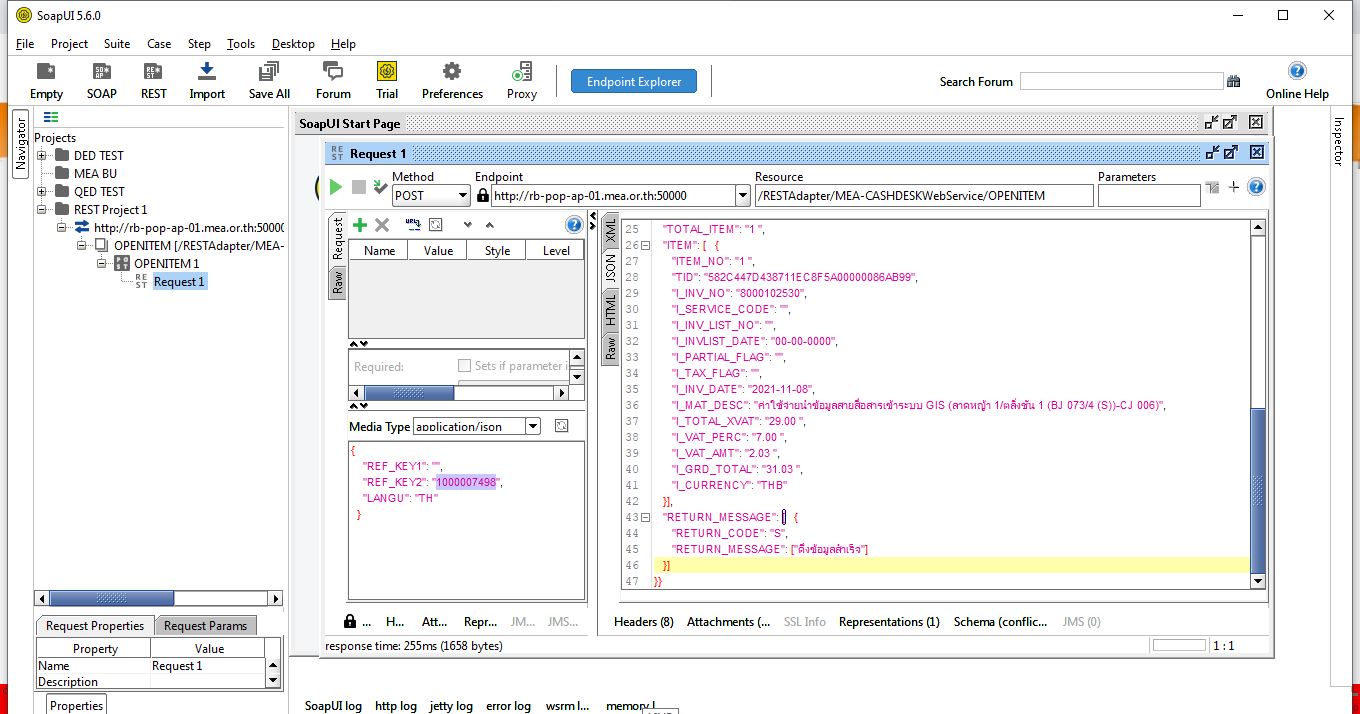 SoapUI 5.6.0
File Project Suite Case Step Tools Desktop Help
Empty SOAP REST Import Save All Forum Trial Preferences Proxy Endpoint Explorer Search Forum Online Help
Navigator
Projects
DED TEST
MEA BU
QED TEST
REST Project 1
http://rb-pop-ap-01.mea.or.th:5000
OPENITEM [/RESTAdapter/MEA-
OPENITEM 1
Request 1
Request Properties Request Params
Property Value
Name Request 1
Description
Properties
SoapUI Start Page
Request 1
Method Endpoint Resource Parameters
POST http://rb-pop-ap-01.mea.or.th:50000 /RESTAdapter/MEA-CASHDESKWebService/OPENITEM
Request
Raw
Name Value Style Level
Required: Sets if parameter i
Media Type application/json
{
"REF_KEY1": "",
"REF_KEY2": "1000007498",
"LANGU": "TH"
}
XML
JSON
HTML
Raw
25 "TOTAL_ITEM": "1 ",
26 "ITEM": [ {
27 "ITEM_NO": "1 ",
28 "TID": "582C447D438711EC8F5A00000086AB99",
29 "I_INV_NO": "8000102530",
30 "I_SERVICE_CODE": "",
31 "I_INV_LIST_NO": "",
32 "I_INVLIST_DATE": "00-00-0000",
33 "I_PARTIAL_FLAG": "",
34 "I_TAX_FLAG": "",
35 "I_INV_DATE": "2021-11-08",
36 "I_MAT_DESC": "ค่าใช้จ่ายนำข้อมูลสายสื่อสารเข้าระบบ GIS (ลาดหญ้า 1/ตลิ่งชัน 1 (BJ 073/4 (S))-CJ 006)",
37 "I_TOTAL_XVAT": "29.00 ",
38 "I_VAT_PERC": "7.00 ",
39 "I_VAT_AMT": "2.03 ",
40 "I_GRD_TOTAL": "31.03 ",
41 "I_CURRENCY": "THB"
42 }],
43 "RETURN_MESSAGE": [ {
44 "RETURN_CODE": "S",
45 "RETURN_MESSAGE": ["ดึงข้อมูลสำเร็จ"]
46 }]
47 }}
... H... Att... Repr... JM... JMS...
Headers (8) Attachments (... SSL Info Representations (1) Schema (conflic... JMS (0)
response time: 255ms (1658 bytes) 1 : 1
Inspector
SoapUI log http log jetty log error log wsrm l... memory l